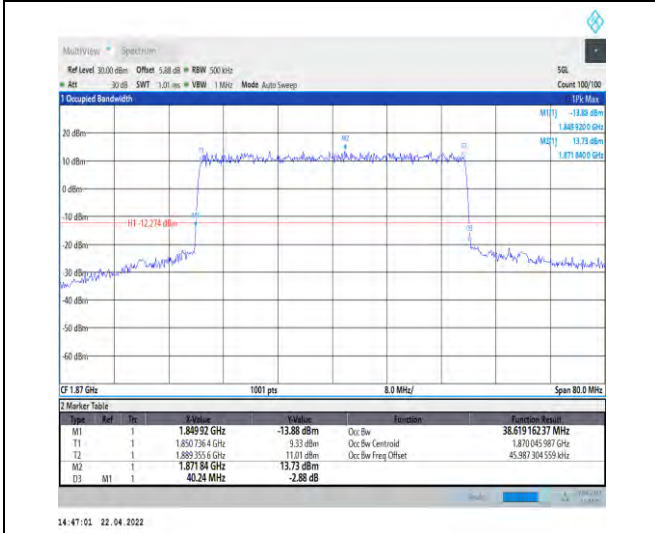 MultiView Spectrum
Ref Level 30.00 dBm Offset 5.88 dB RBW 500 kHz SGL
Att 30 dB SWT 1.01 ms VBW 1 MHz Mode Auto Sweep Count 100/100
1 Occupied Bandwidth 1Pk Max
M1[1] -13.88 dBm
1.849 920 0 GHz
M2[1] 13.73 dBm
1.871 840 0 GHz
20 dBm
M2
T1
10 dBm
0 dBm
-10 dBm
M1
H1 -12.274 dBm
D3
-20 dBm
-30 dBm
-40 dBm
-50 dBm
-60 dBm
CF 1.87 GHz 1001 pts 8.0 MHz/ Span 80.0 MHz
2 Marker Table
Type Ref Trc X-Value Y-Value Function Function Result
M1 1 1.849 92 GHz -13.88 dBm Occ Bw 38.619 162 37 MHz
T1 1 1.850 736 4 GHz 9.33 dBm Occ Bw Centroid 1.870 045 987 GHz
T2 1 1.889 355 6 GHz 11.01 dBm Occ Bw Freq Offset 45.987 304 559 kHz
M2 1 1.871 84 GHz 13.73 dBm
D3 M1 1 40.24 MHz -2.88 dB
14:47:01 22.04.2022